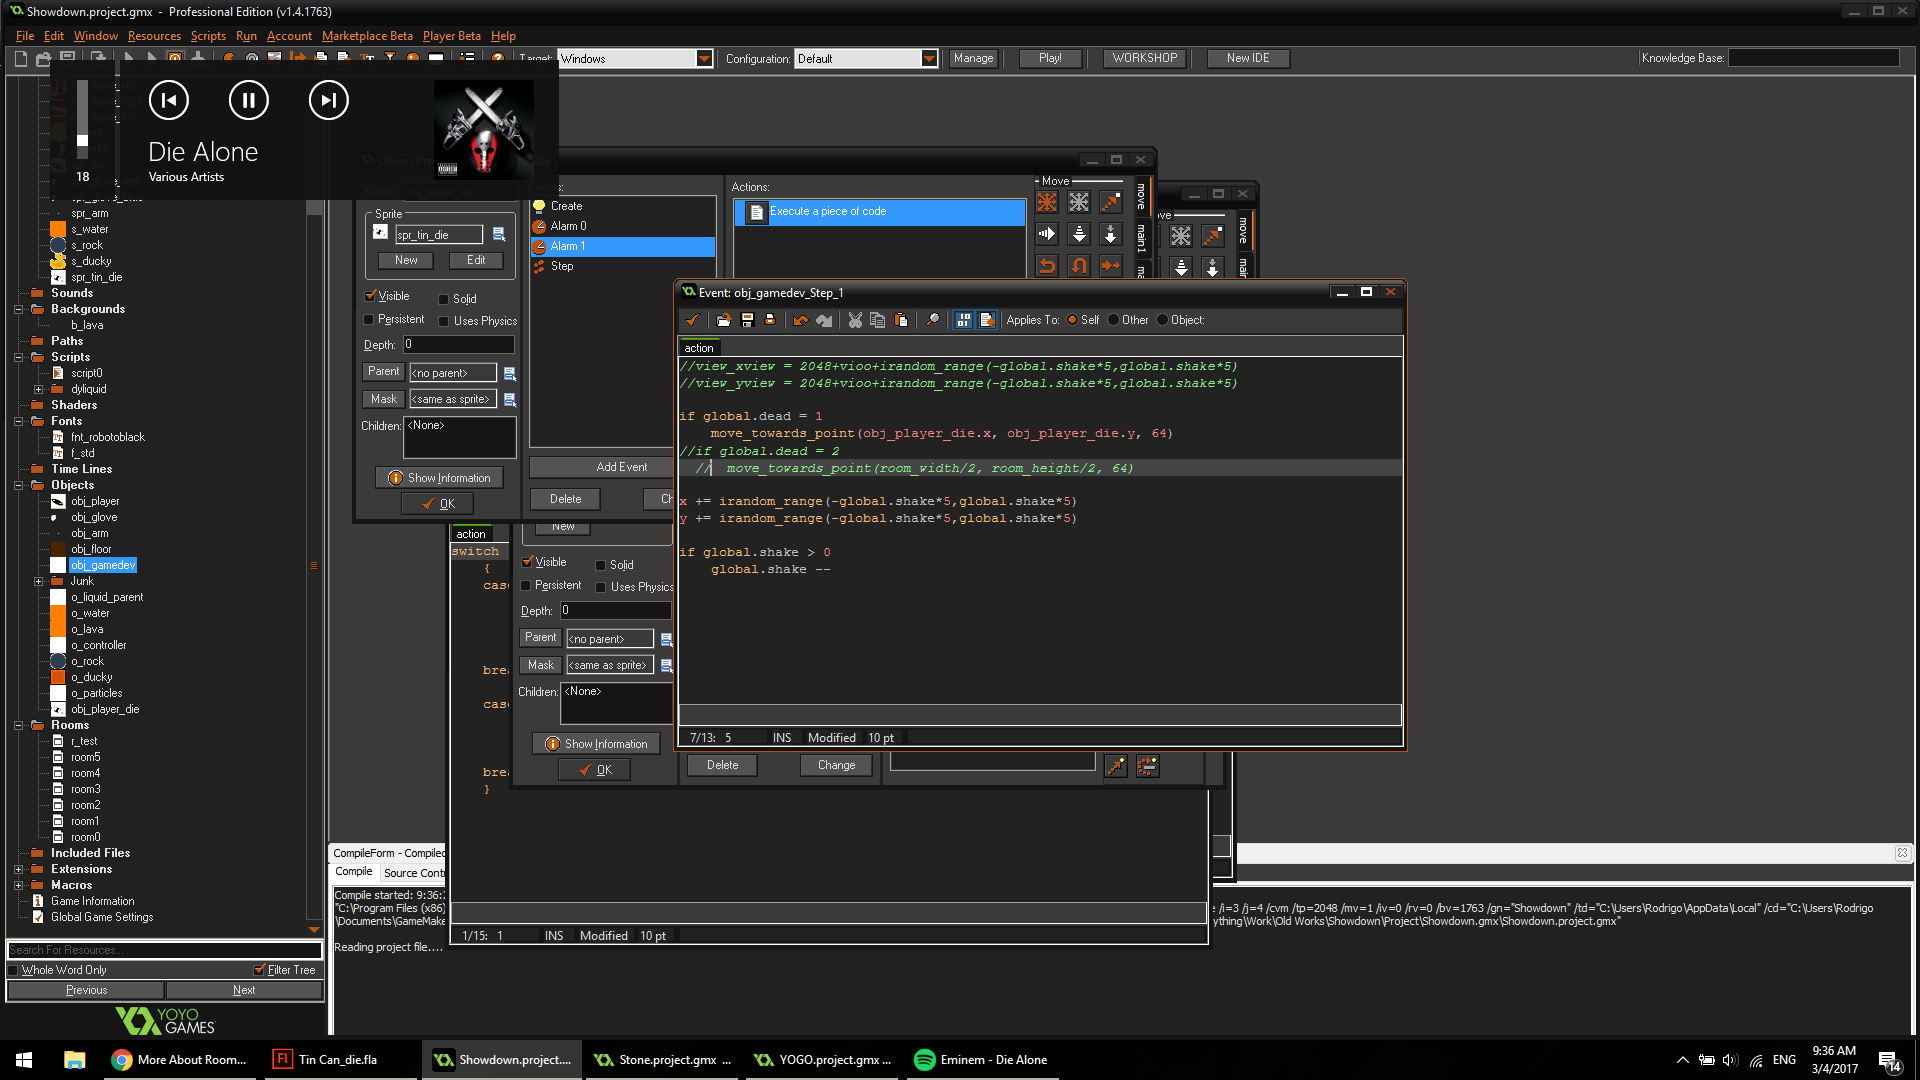 Showdown.project.gmx - Professional Edition (v1.4.1763)
File Edit Window Resources Scripts Run Account Marketplace Beta Player Beta Help
Target: Windows Configuration: Default Manage Play! WORKSHOP New IDE Knowledge Base:
Die Alone
Various Artists
18
spr_arm
s_water
s_rock
s_ducky
spr_tin_die
Sounds
Backgrounds
b_lava
Paths
Scripts
script0
dyliquid
Shaders
Fonts
fnt_robotoblack
f_std
Time Lines
Objects
obj_player
obj_glove
obj_arm
obj_floor
obj_gamedev
Junk
o_liquid_parent
o_water
o_lava
o_controller
o_rock
o_ducky
o_particles
obj_player_die
Rooms
r_test
room5
room4
room3
room2
room1
room0
Included Files
Extensions
Macros
Game Information
Global Game Settings
Search For Resources...
Whole Word Only Filter Tree
Previous Next
YOYO
GAMES
Sprite
spr_tin_die
New Edit
Visible Solid
Persistent Uses Physics
Depth: 0
Parent <no parent>
Mask <same as sprite>
Children: <None>
Show Information
OK
Create
Alarm 0
Alarm 1
Step
Add Event
Delete
Actions:
Execute a piece of code
Move
move
main1
Event: obj_gamedev_Step_1
Applies To: Self Other Object:
action
//view_xview = 2048+vioo+irandom_range(-global.shake*5,global.shake*5)
//view_yview = 2048+vioo+irandom_range(-global.shake*5,global.shake*5)
if global.dead = 1
move_towards_point(obj_player_die.x, obj_player_die.y, 64)
//if global.dead = 2
// move_towards_point(room_width/2, room_height/2, 64)
x += irandom_range(-global.shake*5,global.shake*5)
y += irandom_range(-global.shake*5,global.shake*5)
if global.shake > 0
global.shake --
7/13: 5 INS Modified 10 pt
action
switch
{
case
brea
case
brea
}
1/15: 1 INS Modified 10 pt
New
Visible Solid
Persistent Uses Physics
Depth: 0
Parent <no parent>
Mask <same as sprite>
Children: <None>
Show Information
OK
Delete Change
move
CompileForm - Compiled
Compile Source Contr
Compile started: 9:36:
"C:\Program Files (x86) e /i=3 /j=4 /cvm /tp=2048 /mv=1 /iv=0 /rv=0 /bv=1763 /gn="Showdown" /td="C:\Users\Rodrigo\AppData\Local" /cd="C:\Users\Rodrigo
\Documents\GameMake ything\Work\Old Works\Showdown\Project\Showdown.gmx\Showdown.project.gmx"
Reading project file....
More About Room... Tin Can_die.fla Showdown.project.... Stone.project.gmx ... YOGO.project.gmx ... Eminem - Die Alone
ENG
9:36 AM
3/4/2017
14